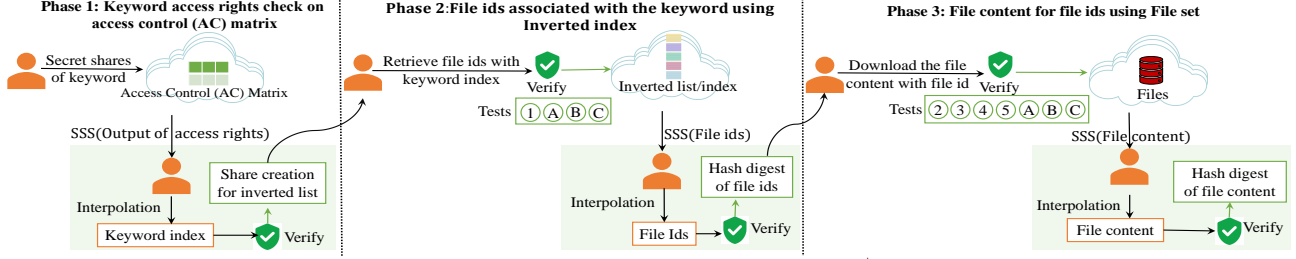 Phase 1: Keyword access rights check on
access control (AC) matrix
Secret shares
of keyword
Access Control (AC) Matrix
SSS(Output of access rights)
Share creation
for inverted list
Interpolation
Keyword index
Verify
Phase 2:File ids associated with the keyword using
Inverted index
Retrieve file ids with
keyword index
Verify
Inverted list/index
Tests 1 A B C
SSS(File ids)
Hash digest
of file ids
Interpolation
File Ids
Verify
Phase 3: File content for file ids using File set
Download the file
content with file id
Verify
Files
Tests 2 3 4 5 A B C
SSS(File content)
Hash digest
of file content
Interpolation
File content
Verify